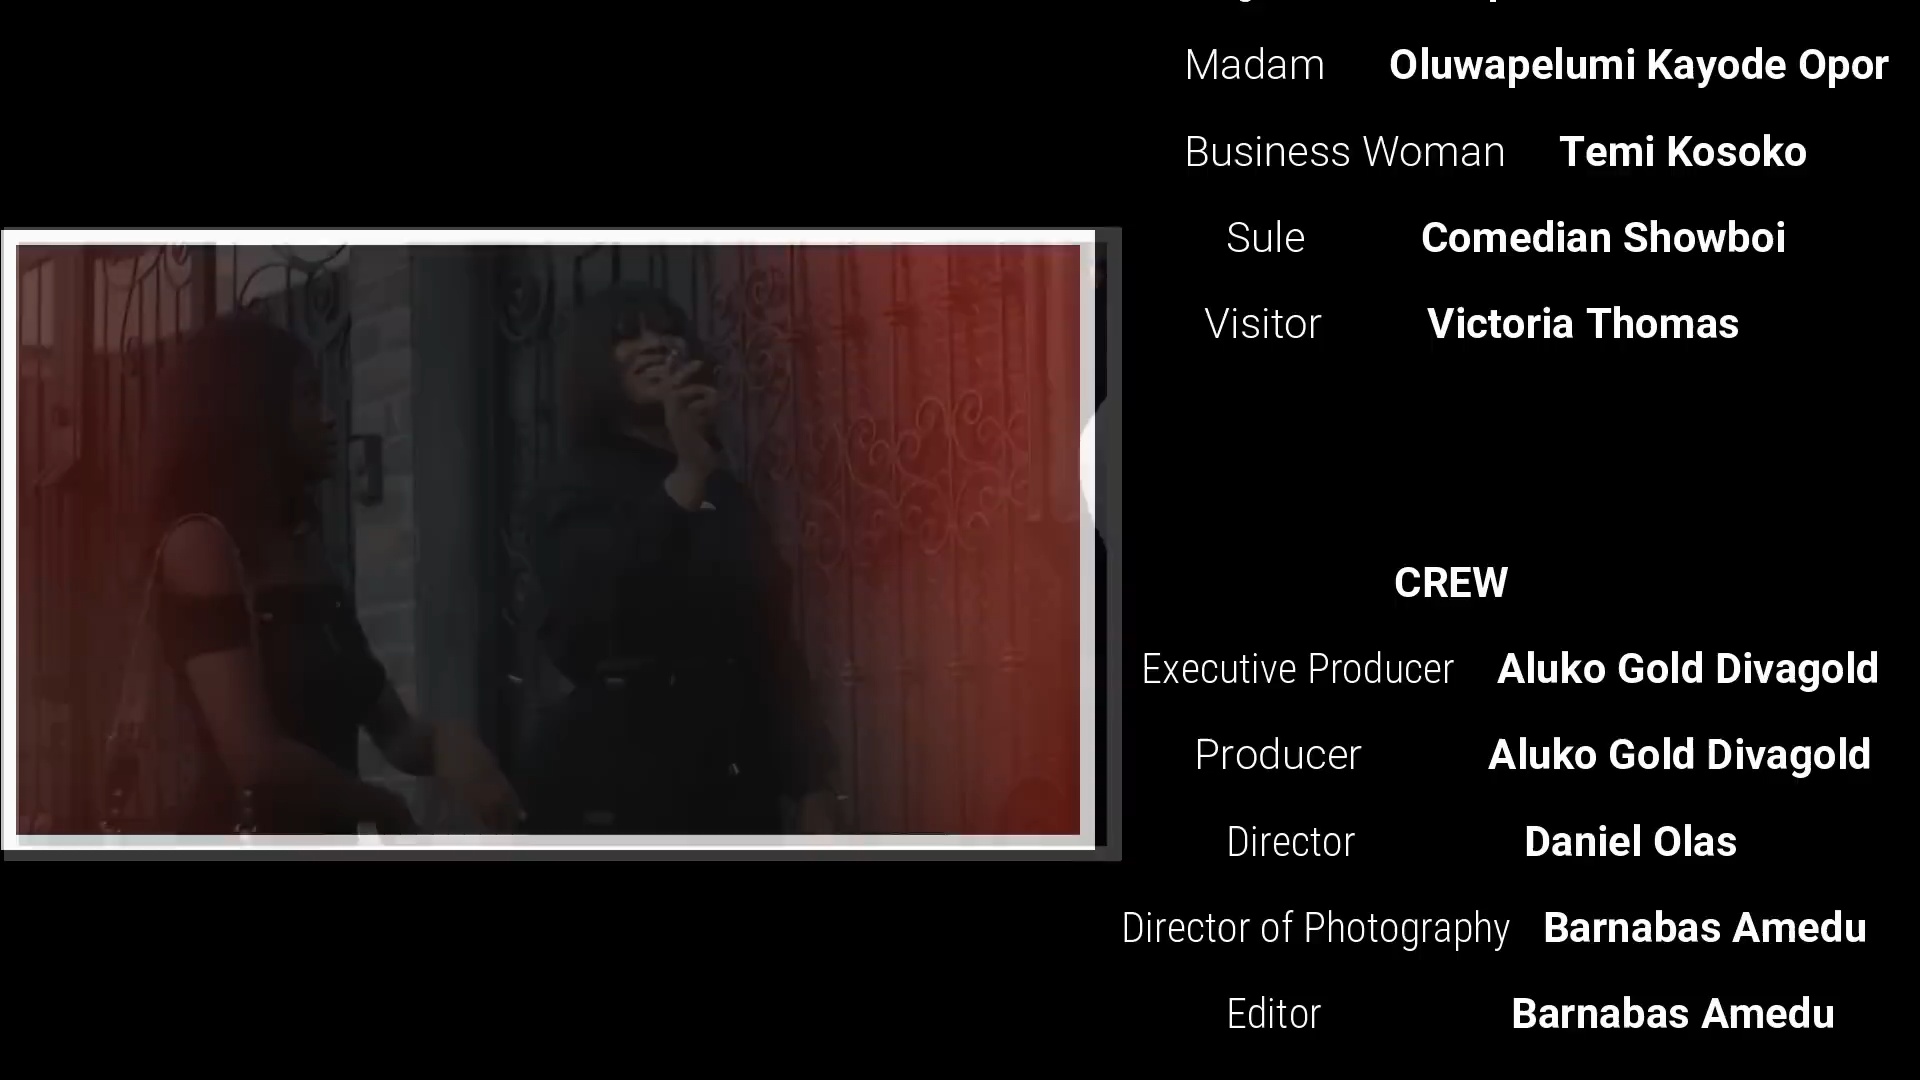 Madam Oluwapelumi Kayode Opor
Business Woman Temi Kosoko
Sule Comedian Showboi
Visitor Victoria Thomas
CREW
Executive Producer Aluko Gold Divagold
Producer Aluko Gold Divagold
Director Daniel Olas
Director of Photography Barnabas Amedu
Editor Barnabas Amedu